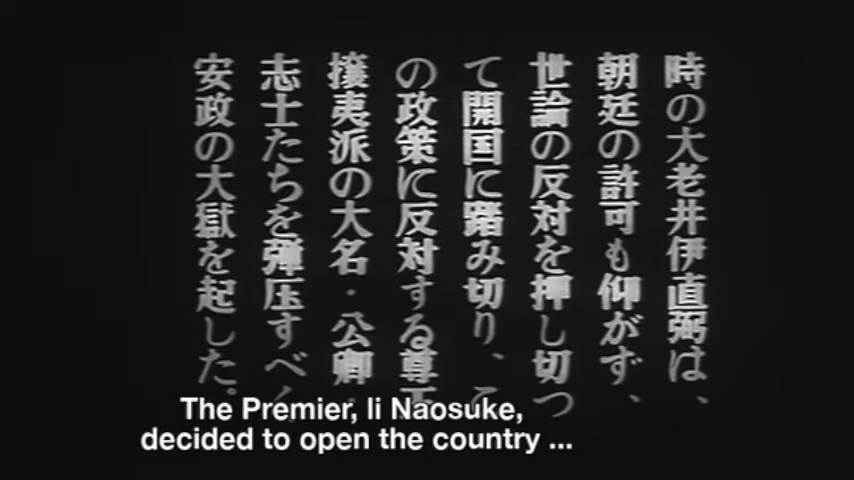 時の大老井伊直弼は、
朝廷の許可も仰がず、
世論の反対を押し切つ
て開国に踏み切り、こ
の政策に反対する尊王
攘夷派の大名・公卿・
志士たちを弾圧すべく
安政の大獄を起した。
The Premier, Ii Naosuke,
decided to open the country ...